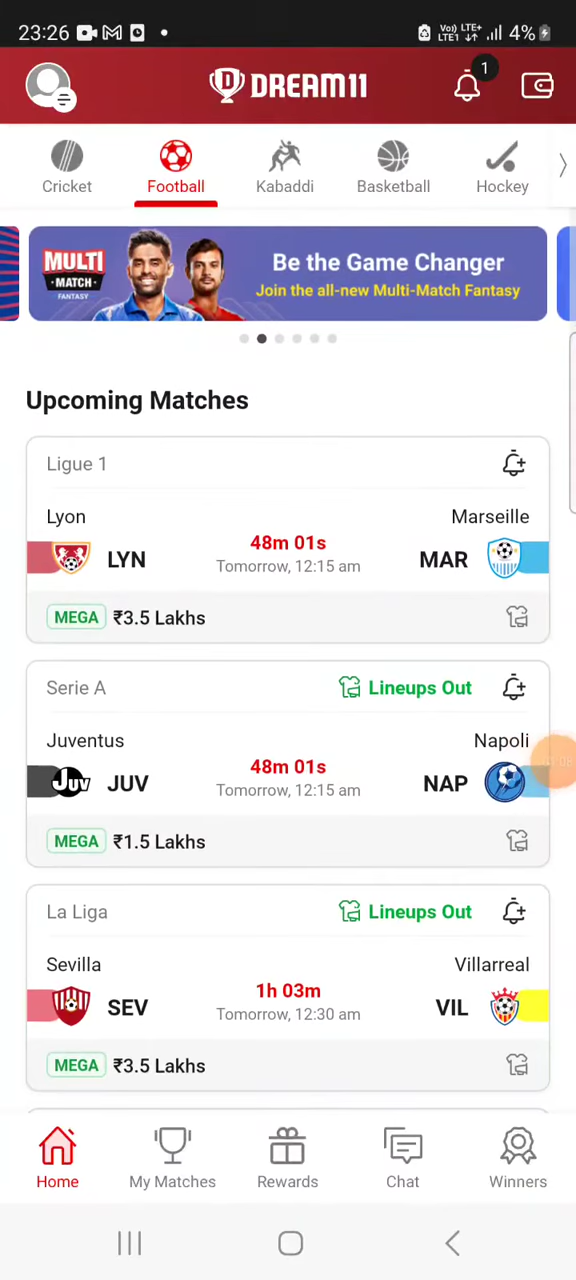 23:26 Vo) LTE+ LTE1 4%
1
DREAM11
Cricket Football Kabaddi Basketball Hockey
MULTI
MATCH
FANTASY
Be the Game Changer
Join the all-new Multi-Match Fantasy
Upcoming Matches
Ligue 1
Lyon Marseille
48m 01s
LYN MAR
Tomorrow, 12:15 am
MEGA ₹3.5 Lakhs
Serie A Lineups Out
Juventus Napoli
48m 01s
JUV JUV NAP
Tomorrow, 12:15 am
MEGA ₹1.5 Lakhs
La Liga Lineups Out
Sevilla Villarreal
1h 03m
SEV VIL
Tomorrow, 12:30 am
MEGA ₹3.5 Lakhs
Home My Matches Rewards Chat Winners